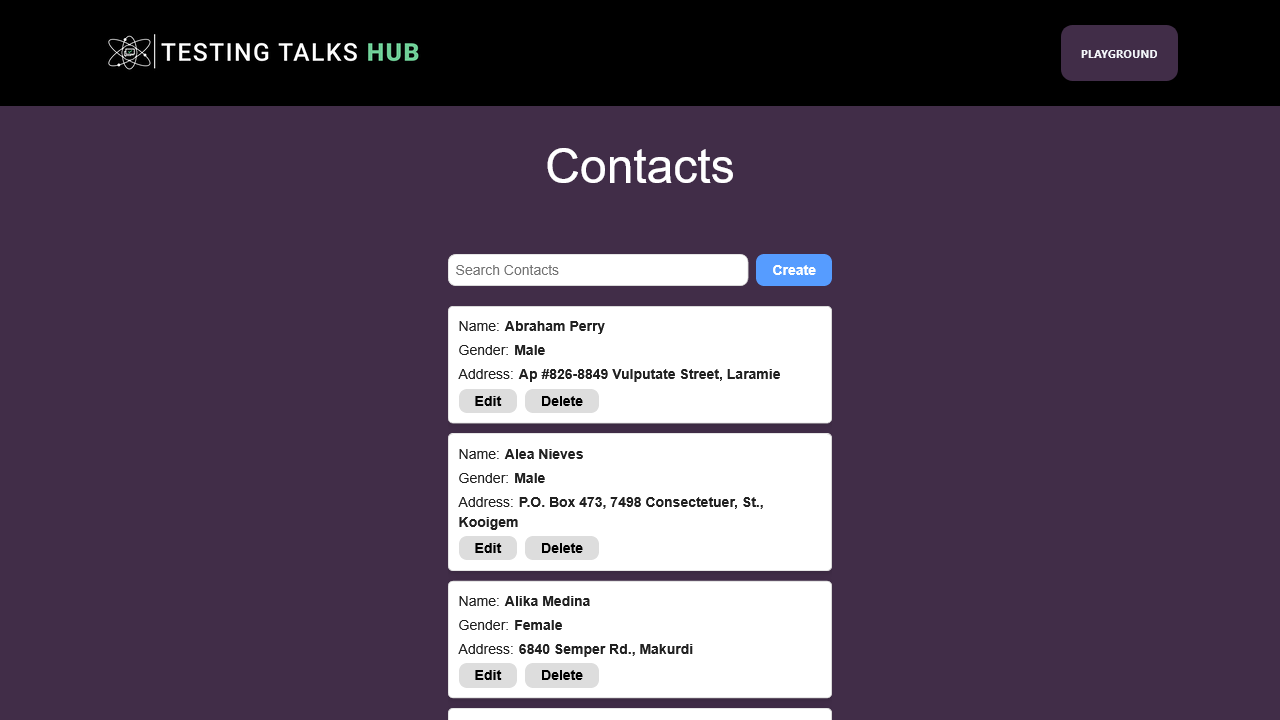 TESTING TALKS HUB
PLAYGROUND
Contacts
Search Contacts
Create
Name: Abraham Perry
Gender: Male
Address: Ap #826-8849 Vulputate Street, Laramie
Edit Delete
Name: Alea Nieves
Gender: Male
Address: P.O. Box 473, 7498 Consectetuer, St.,
Kooigem
Edit Delete
Name: Alika Medina
Gender: Female
Address: 6840 Semper Rd., Makurdi
Edit Delete